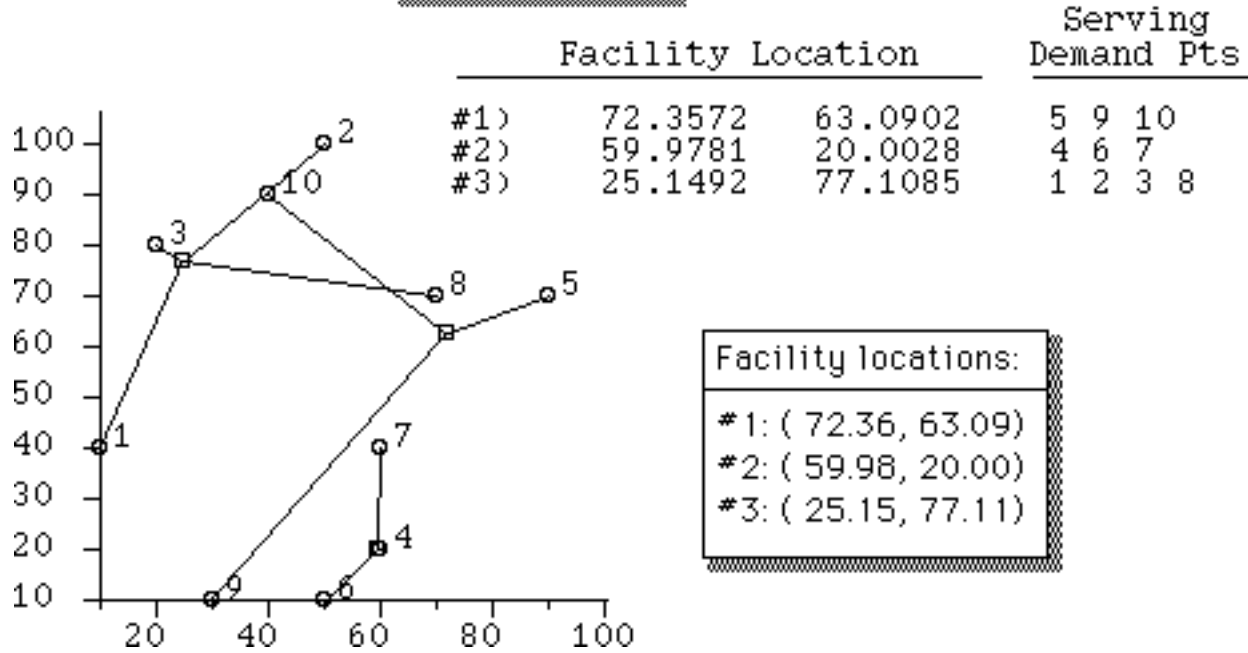 Serving
Facility Location Demand Pts
#1) 72.3572 63.0902 5 9 10
#2) 59.9781 20.0028 4 6 7
#3) 25.1492 77.1085 1 2 3 8
100
90
80
70
60
50
40
30
20
10
20 40 60 80 100
2
10
3
8
5
1
7
4
9
6
Facility locations:
#1: ( 72.36, 63.09)
#2: ( 59.98, 20.00)
#3: ( 25.15, 77.11)